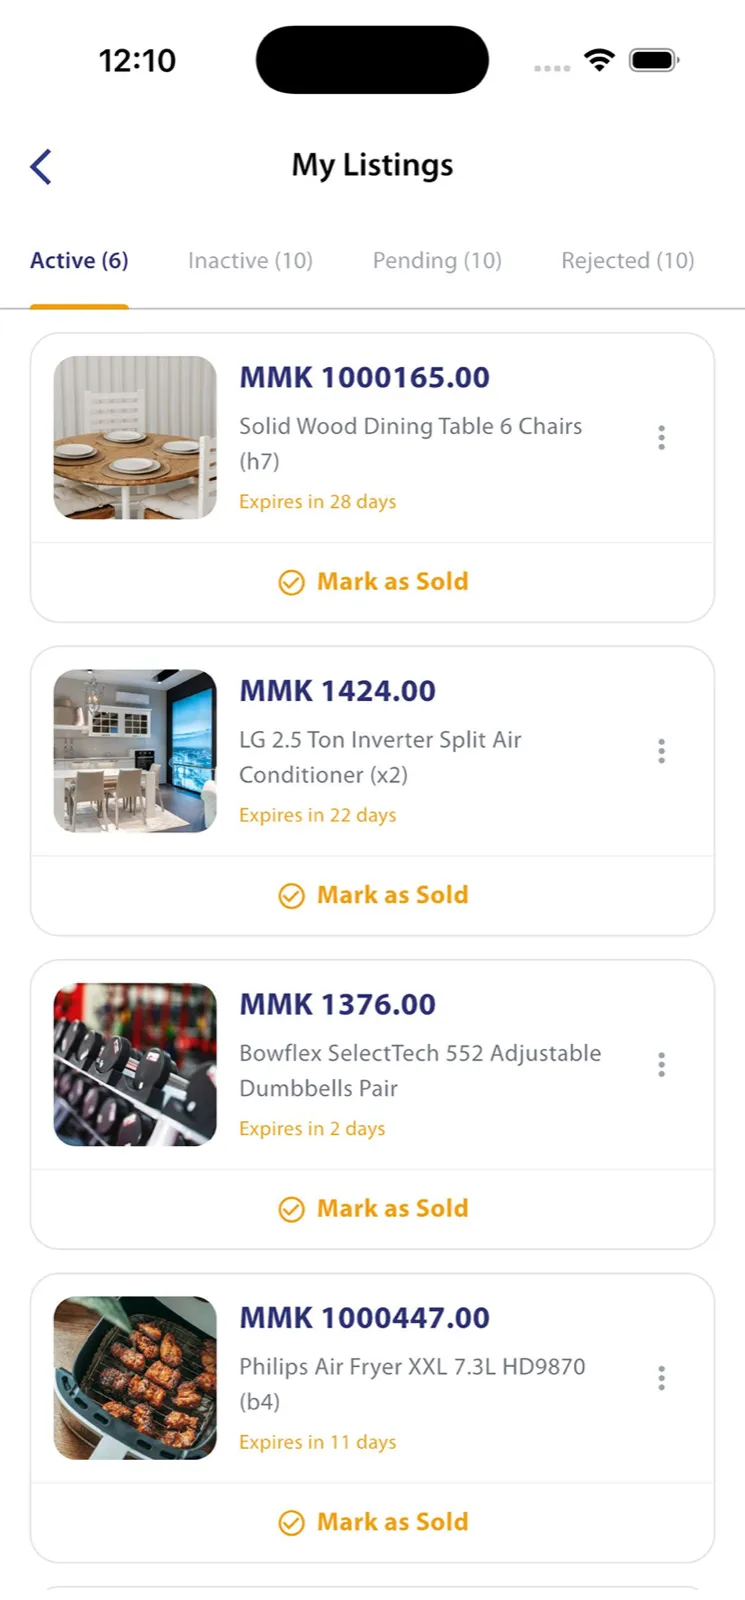 12:10
My Listings
Active (6)
Inactive (10)
Pending (10)
Rejected (10)
MMK 1000165.00
Solid Wood Dining Table 6 Chairs
(h7)
Expires in 28 days
Mark as Sold
MMK 1424.00
LG 2.5 Ton Inverter Split Air
Conditioner (x2)
Expires in 22 days
Mark as Sold
MMK 1376.00
Bowflex SelectTech 552 Adjustable
Dumbbells Pair
Expires in 2 days
Mark as Sold
MMK 1000447.00
Philips Air Fryer XXL 7.3L HD9870
(b4)
Expires in 11 days
Mark as Sold